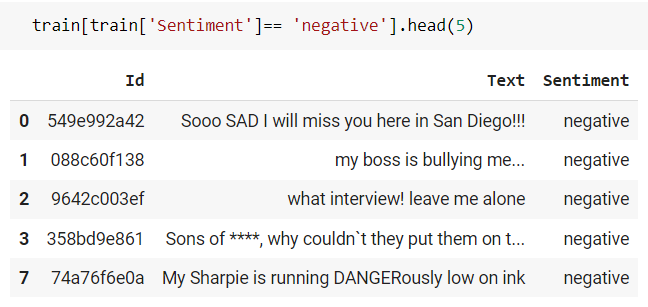 train[train['Sentiment']== 'negative'].head(5)
Id Text Sentiment
0 549e992a42 Sooo SAD I will miss you here in San Diego!!! negative
1 088c60f138 my boss is bullying me... negative
2 9642c003ef what interview! leave me alone negative
3 358bd9e861 Sons of ****, why couldn`t they put them on t... negative
7 74a76f6e0a My Sharpie is running DANGERously low on ink negative